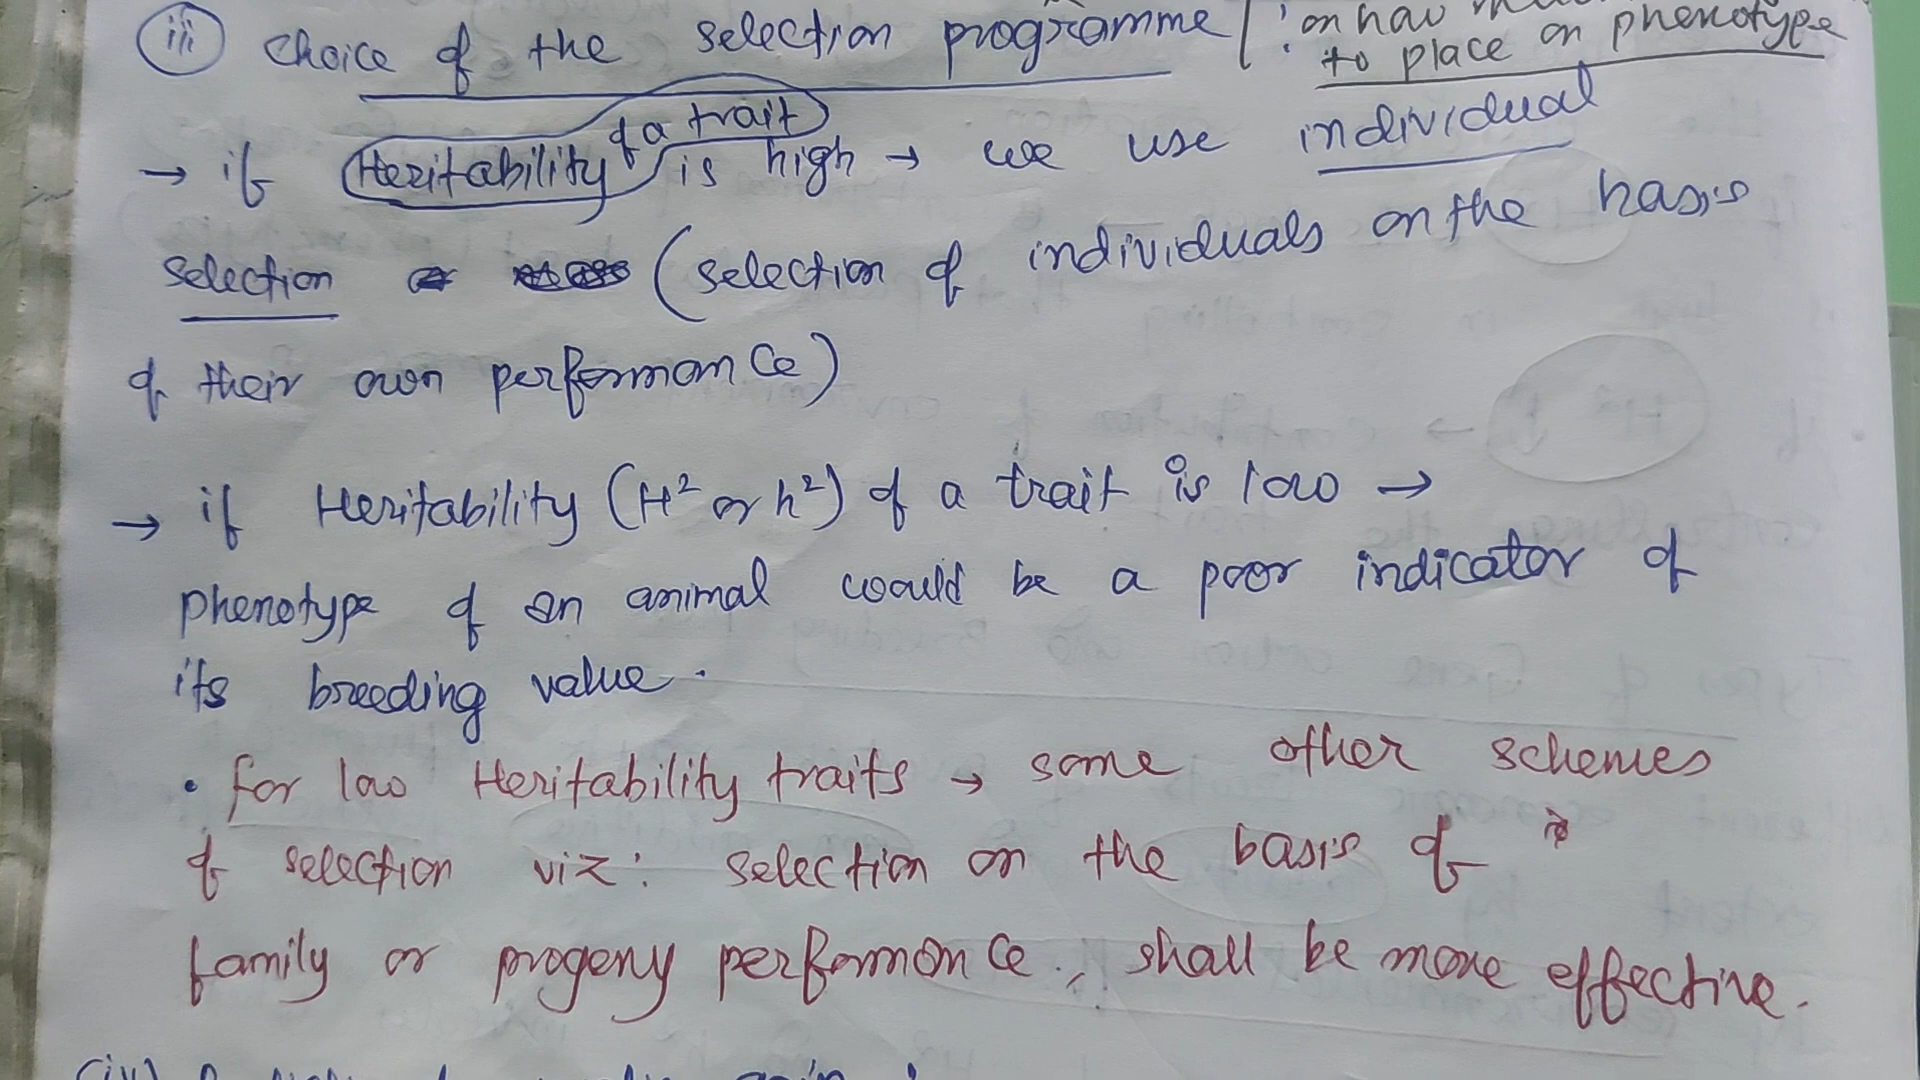 (iii) Choice of the selection programme / : on
to place on phenotype
→ if Heritability of a trait is high → we use individual
selection (selection of individuals on the basis
of their own performance)
→ if Heritability (H² or h²) of a trait is low →
phenotype of an animal would be a poor indicator of
its breeding value.
• for low Heritability traits → some other schemes
of selection viz: selection on the basis of
family or progeny performance., shall be more effective.
(iv)